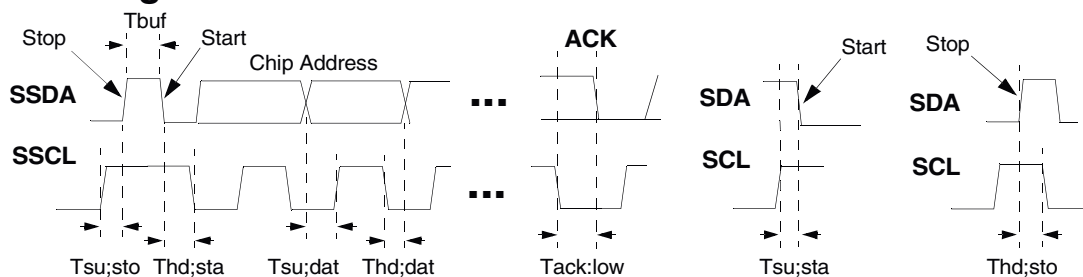 Tbuf
Stop
Start
ACK
Chip Address
Start
Stop
SSDA
...
SDA
SDA
SSCL
...
SCL
SCL
Tsu;sto
Thd;sta
Tsu;dat
Thd;dat
Tack:low
Tsu;sta
Thd;sto